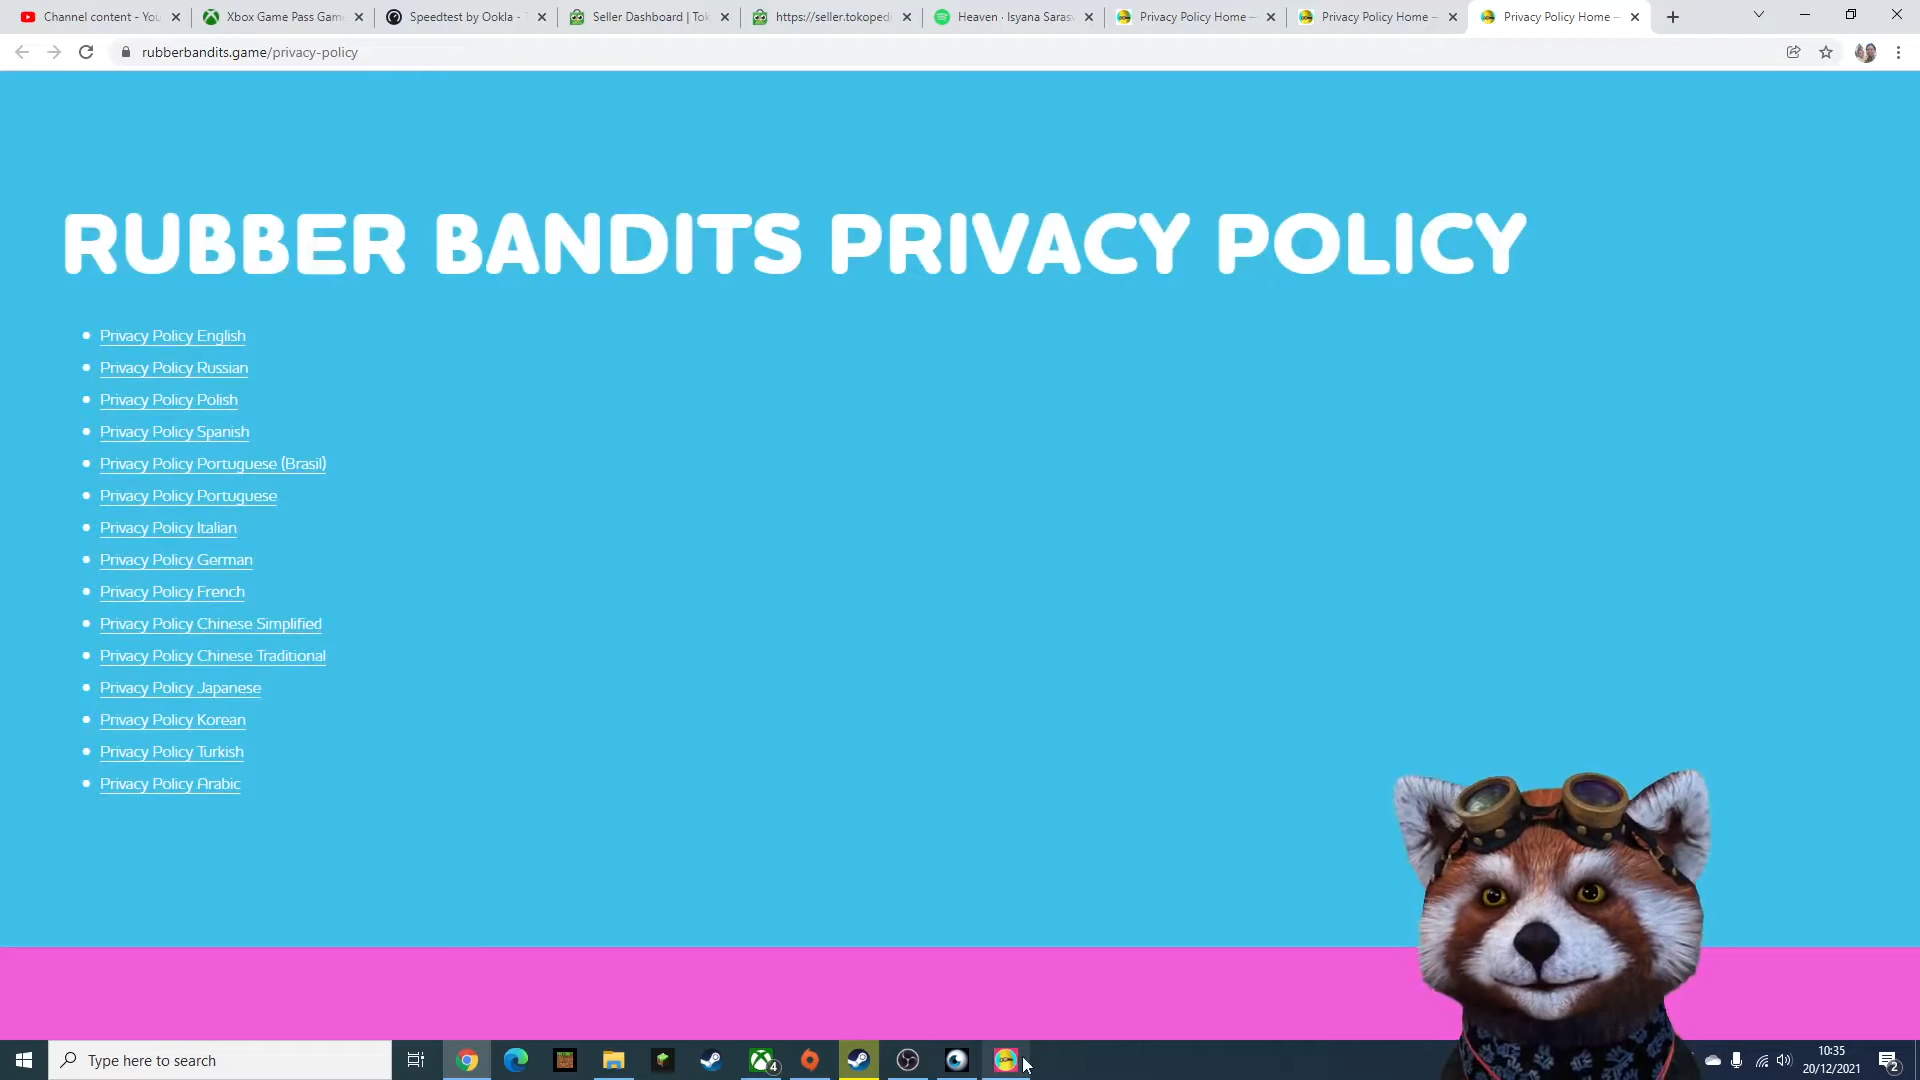 Channel content - You
Xbox Game Pass Gam
Speedtest by Ookla -
Seller Dashboard | Tok
https://seller.tokoped
Heaven · Isyana Saras
Privacy Policy Home —
Privacy Policy Home —
Privacy Policy Home —
rubberbandits.game/privacy-policy
RUBBER BANDITS PRIVACY POLICY
Privacy Policy English
Privacy Policy Russian
Privacy Policy Polish
Privacy Policy Spanish
Privacy Policy Portuguese (Brasil)
Privacy Policy Portuguese
Privacy Policy Italian
Privacy Policy German
Privacy Policy French
Privacy Policy Chinese Simplified
Privacy Policy Chinese Traditional
Privacy Policy Japanese
Privacy Policy Korean
Privacy Policy Turkish
Privacy Policy Arabic
Type here to search
4
10:35
20/12/2021
2